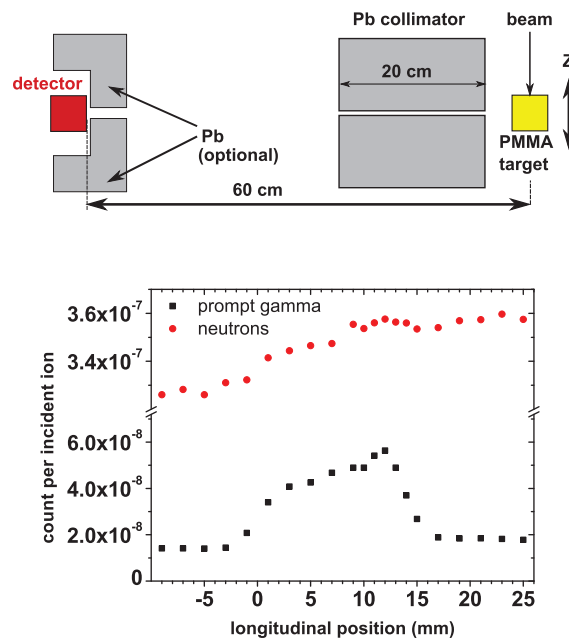 Pb collimator
beam
detector
20 cm
Z
Pb
(optional)
PMMA
target
60 cm
prompt gamma
neutrons
3.6x10-7
3.4x10-7
6.0x10-8
4.0x10-8
2.0x10-8
0
count per incident ion
-5 0 5 10 15 20 25
longitudinal position (mm)